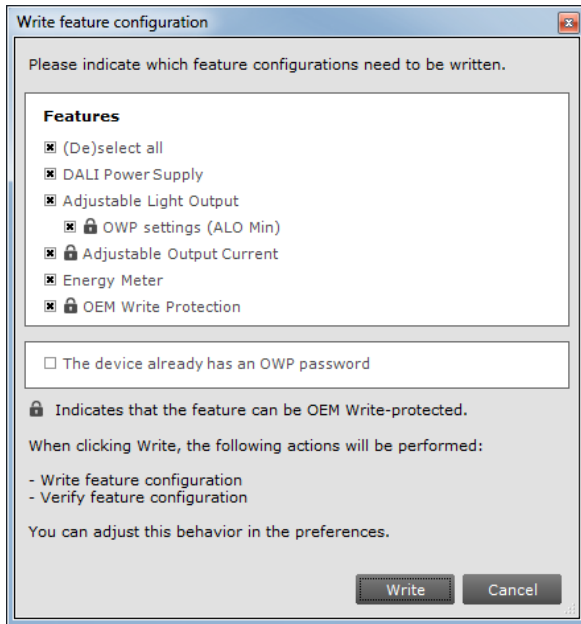 Write feature configuration
Please indicate which feature configurations need to be written.
Features
(De)select all
DALI Power Supply
Adjustable Light Output
OWP settings (ALO Min)
Adjustable Output Current
Energy Meter
OEM Write Protection
The device already has an OWP password
Indicates that the feature can be OEM Write-protected.
When clicking Write, the following actions will be performed:
- Write feature configuration
- Verify feature configuration
You can adjust this behavior in the preferences.
Write Cancel